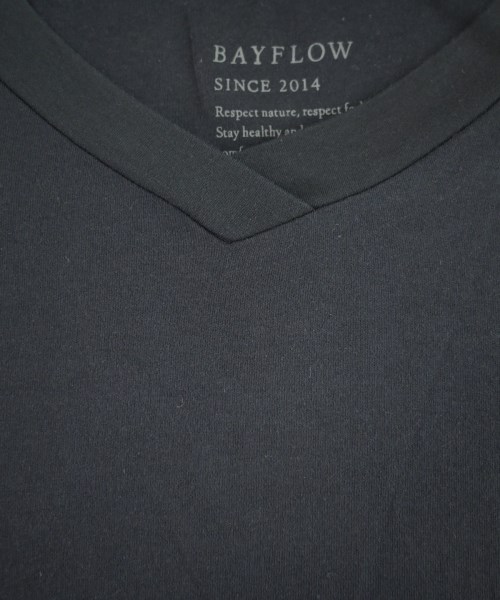 BAYFLOW
SINCE 2014
Respect nature, respect
Stay healthy